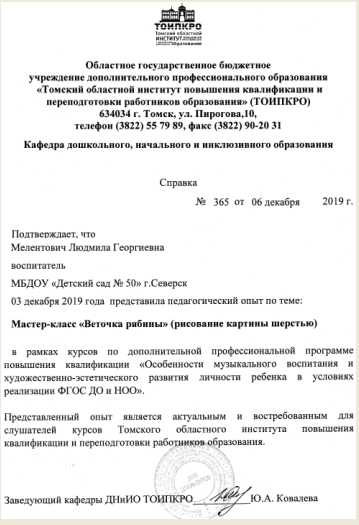 ТОИПКРО
Томский областной
ИНСТИТУТ
Областное государственное бюджетное
учреждение дополнительного профессионального образования
«Томский областной институт повышения квалификации и
переподготовки работников образования» (ТОИПКРО)
634034 г. Томск, ул. Пирогова,10,
телефон (3822) 55 79 89, факс (3822) 90-20 31
Кафедра дошкольного, начального и инклюзивного образования
Справка
№ 365 от 06 декабря 2019 г.
Подтверждает, что
Мелентович Людмила Георгиевна
воспитатель
МБДОУ «Детский сад № 50» г.Северск
03 декабря 2019 года представила педагогический опыт по теме:
Мастер-класс «Веточка рябины» (рисование картины шерстью)
в рамках курсов по дополнительной профессиональной программе
повышения квалификации «Особенности музыкального воспитания и
художественно-эстетического развития личности ребенка в условиях
реализации ФГОС ДО и НОО».
Представленный опыт является актуальным и востребованным для
слушателей курсов Томского областного института повышения
квалификации и переподготовки работников образования.
Заведующий кафедры ДНиИО ТОИПКРО Ю.А. Ковалева